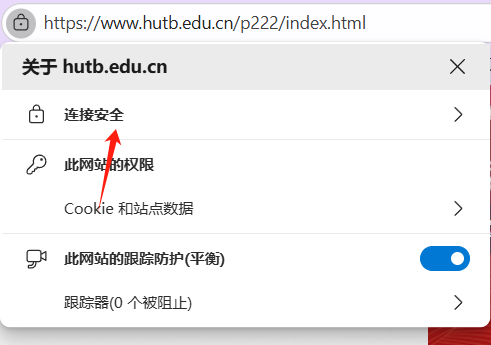 https://www.hutb.edu.cn/p222/index.html
关于 hutb.edu.cn
连接安全
此网站的权限
Cookie 和站点数据
此网站的跟踪防护(平衡)
跟踪器(0 个被阻止)